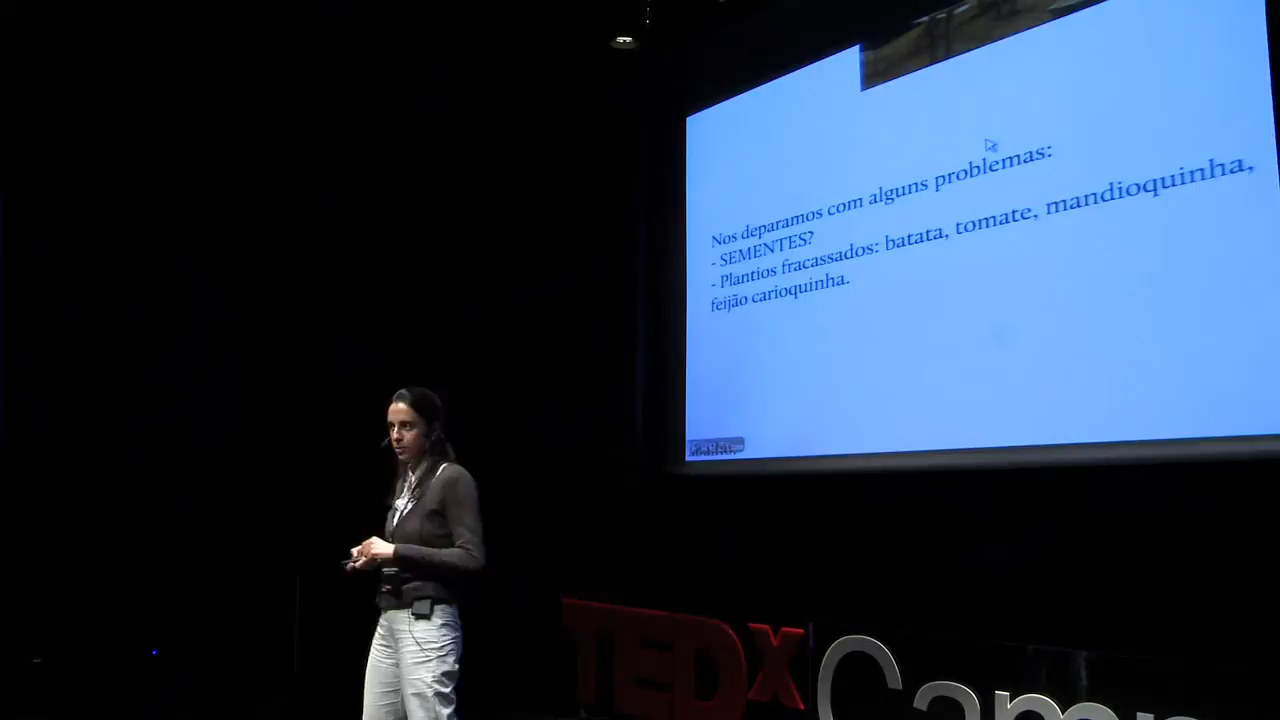 Nos deparamos com alguns problemas:
- SEMENTES?
- Plantios fracassados: batata, tomate, mandioquinha,
feijão carioquinha.
TEDx